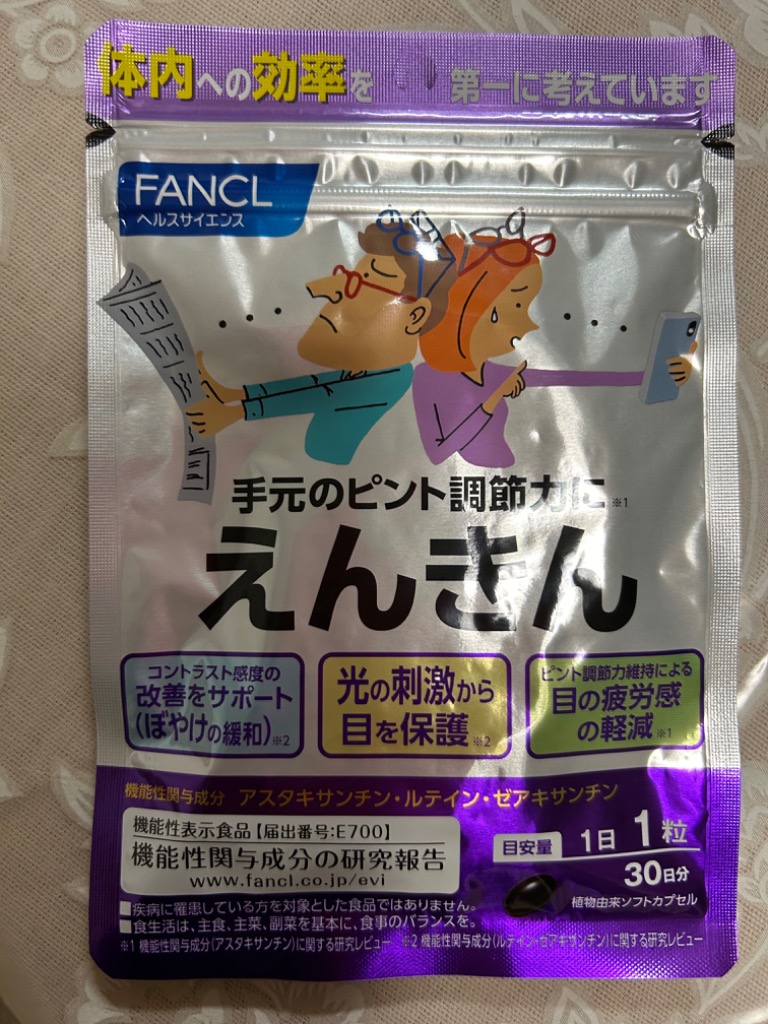 体内への効率を 第一に考えています
FANCL
ヘルスサイエンス
手元のピント調節力に※1
えんきん
コントラスト感度の
改善をサポート
(ぼやけの緩和)※2
光の刺激から
目を保護※2
ピント調節力維持による
目の疲労感
の軽減※1
機能性関与成分 アスタキサンチン・ルテイン・ゼアキサンチン
機能性表示食品【届出番号:E700】
機能性関与成分の研究報告
www.fancl.co.jp/evi
目安量 1日1粒
30日分
植物由来ソフトカプセル
■疾病に罹患している方を対象とした食品ではありません。
■食生活は、主食、主菜、副菜を基本に、食事のバランスを。
※1 機能性関与成分(アスタキサンチン)に関する研究レビュー ※2 機能性関与成分(ルテイン・ゼアキサンチン)に関する研究レビュー